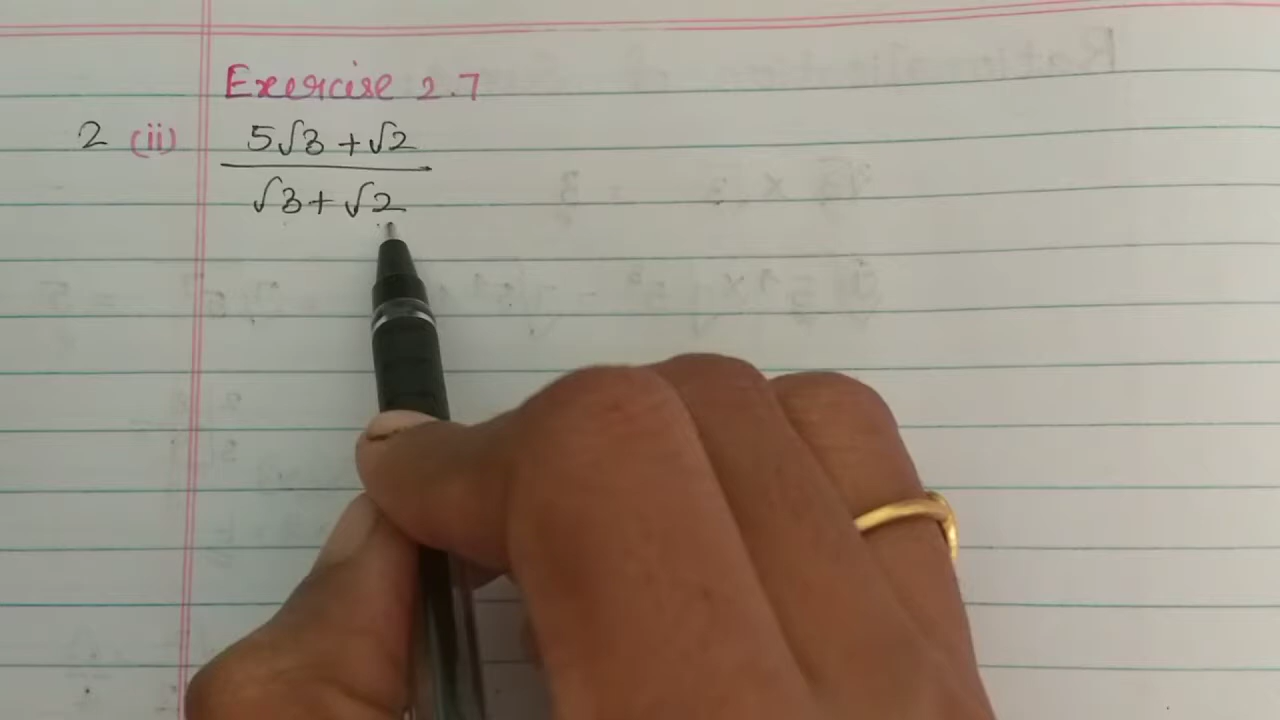 Exercise 2.7
2 (ii) 5√3 + √2
√3 + √2